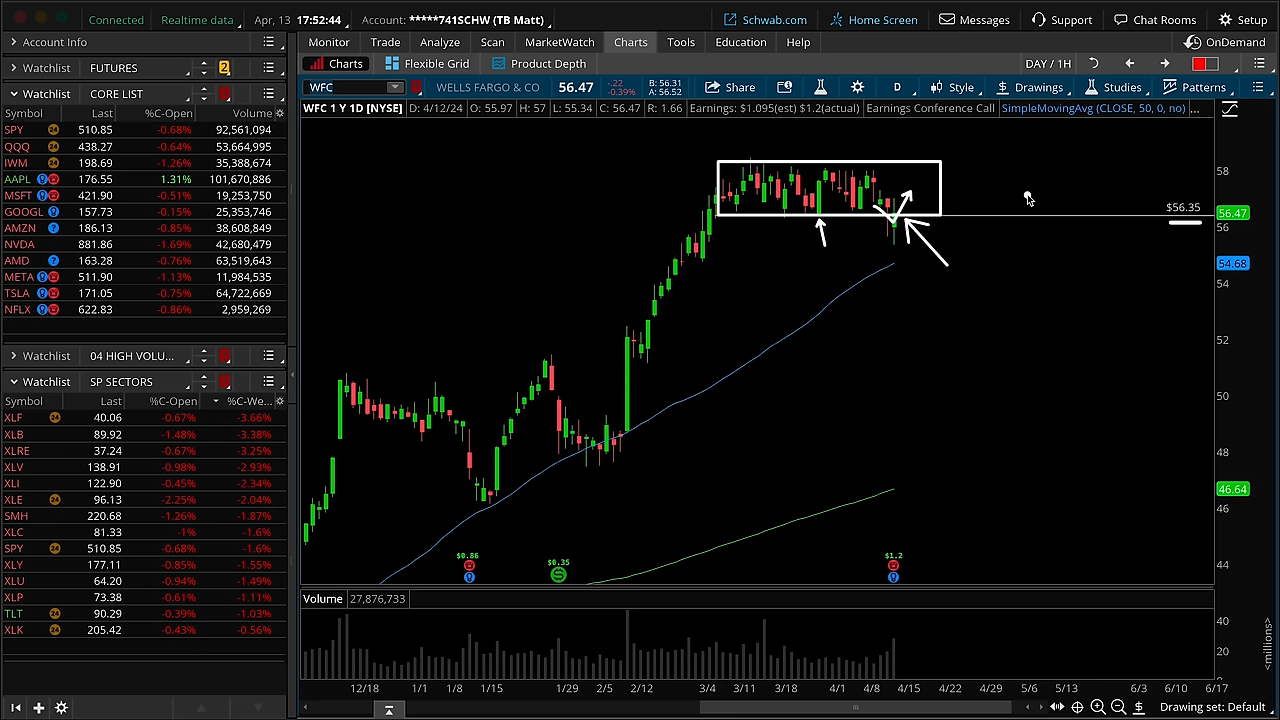 Connected Realtime data Apr, 13 17:52:44 Account: *****741SCHW (TB Matt) Schwab.com Home Screen Messages Support Chat Rooms Setup
Account Info
Monitor Trade Analyze Scan MarketWatch Charts Tools Education Help OnDemand
Watchlist FUTURES 2
Charts Flexible Grid Product Depth DAY / 1H
Watchlist CORE LIST
WFC WELLS FARGO & CO 56.47 -.22 -0.39% B: 56.31 A: 56.52 Share D Style Drawings Studies Patterns
WFC 1 Y 1D [NYSE] D: 4/12/24 O: 55.97 H: 57 L: 55.34 C: 56.47 R: 1.66 Earnings: $1.095(est) $1.2(actual) Earnings Conference Call SimpleMovingAvg (CLOSE, 50, 0, no) ...
Symbol Last %C-Open Volume
SPY 24 510.85 -0.68% 92,561,094
QQQ 24 438.27 -0.64% 53,664,995
IWM 24 198.69 -1.26% 35,388,674
AAPL 176.55 1.31% 101,670,886
MSFT 421.90 -0.51% 19,253,750
GOOGL ? 157.73 -0.15% 25,353,746
AMZN ? 186.13 -0.85% 38,608,849
NVDA 881.86 -1.69% 42,680,479
AMD ? 163.28 -0.76% 63,519,643
META 511.90 -1.13% 11,984,535
TSLA 171.05 -0.75% 64,722,669
NFLX 622.83 -0.86% 2,959,269
Watchlist 04 HIGH VOLU...
Watchlist SP SECTORS
Symbol Last %C-Open %C-We...
XLF 24 40.06 -0.67% -3.66%
XLB 89.92 -1.48% -3.38%
XLRE 37.24 -0.67% -3.25%
XLV 138.91 -0.98% -2.93%
XLI 122.90 -0.45% -2.34%
XLE 24 96.13 -2.25% -2.04%
SMH 220.68 -1.26% -1.87%
XLC 81.33 -1% -1.6%
SPY 24 510.85 -0.68% -1.6%
XLY 177.11 -0.85% -1.55%
XLU 64.20 -0.94% -1.49%
XLP 73.38 -0.61% -1.11%
TLT 24 90.29 -0.39% -1.03%
XLK 24 205.42 -0.43% -0.56%
58
$56.35
56.47
56
54.68
54
52
50
48
46.64
46
44
$0.86 $0.35 $1.2
Volume 27,876,733
40
20
<millions>
12/18 1/1 1/8 1/15 1/29 2/5 2/12 3/4 3/11 3/18 4/1 4/8 4/15 4/22 4/29 5/6 5/13 6/3 6/10 6/17
Drawing set: Default